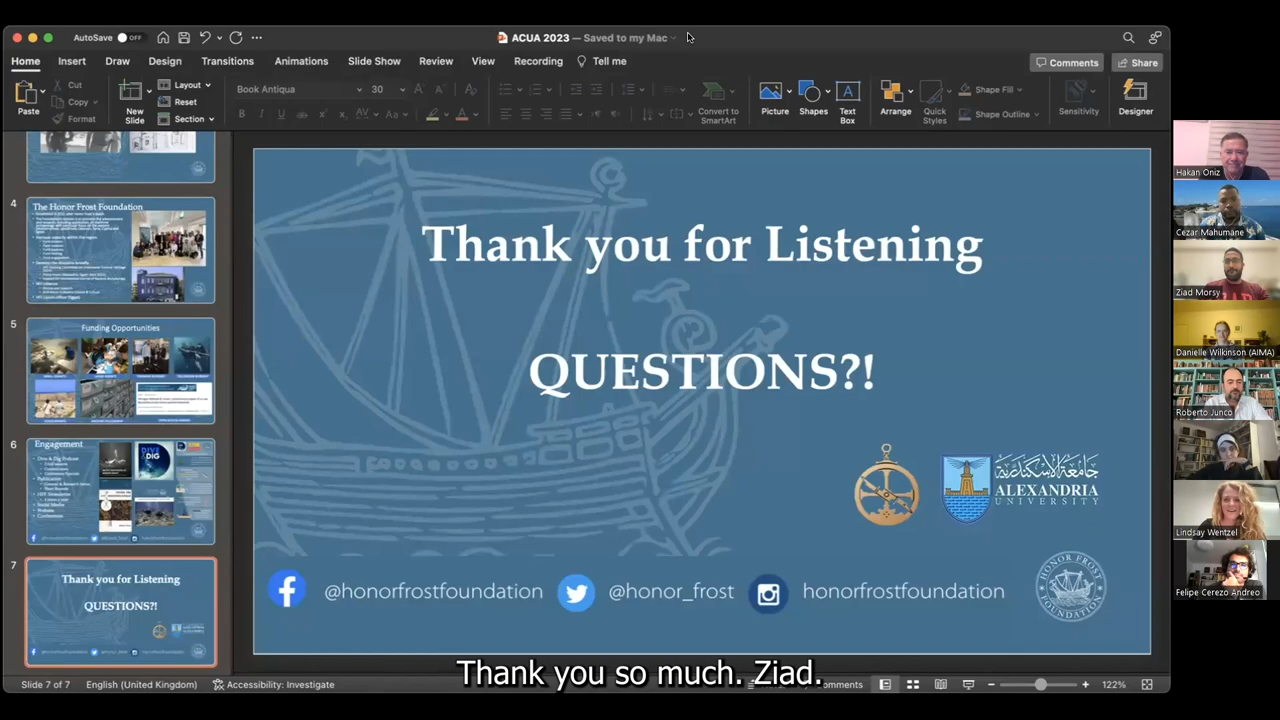 AutoSave OFF
ACUA 2023 — Saved to my Mac
Home Insert Draw Design Transitions Animations Slide Show Review View Recording Tell me
Comments Share
Paste
Cut
Copy
Format
New Slide
Layout
Reset
Section
Book Antiqua 30
Convert to SmartArt
Picture
Shapes
Text Box
Arrange
Quick Styles
Shape Fill
Shape Outline
Sensitivity
Designer
4
The Honor Frost Foundation
5
Funding Opportunities
6
Engagement
7
Thank you for Listening
QUESTIONS?!
Thank you for Listening
QUESTIONS?!
جامعة الإسكندرية
ALEXANDRIA
UNIVERSITY
@honorfrostfoundation @honor_frost honorfrostfoundation
HONOR FROST FOUNDATION
Hakan Oniz
Cezar Mahumane
Ziad Morsy
Danielle Wilkinson (AIMA)
Roberto Junco
Lindsay Wentzel
Felipe Cerezo Andreo
Thank you so much. Ziad.
Slide 7 of 7 English (United Kingdom) Accessibility: Investigate Comments 122%